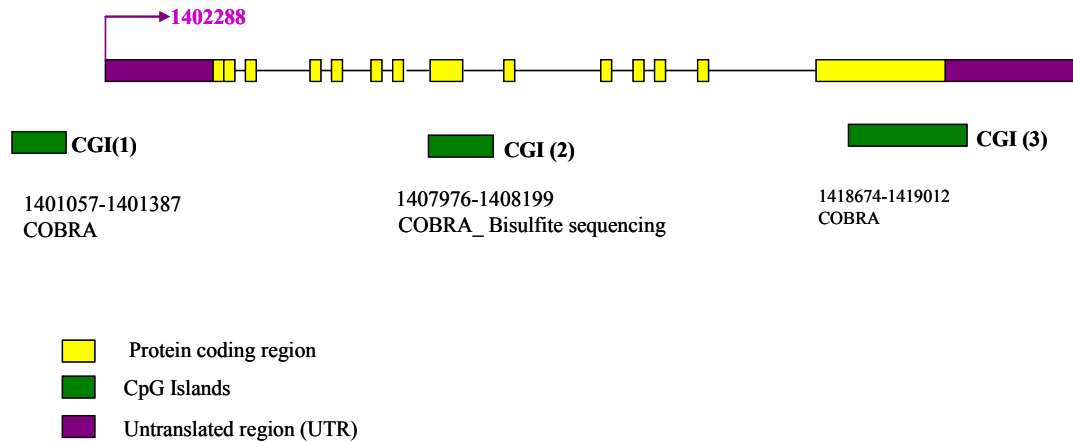 1402288
CGI(1)
CGI (2)
CGI (3)
1401057-1401387
COBRA
1407976-1408199
COBRA_ Bisulfite sequencing
1418674-1419012
COBRA
Protein coding region
CpG Islands
Untranslated region (UTR)